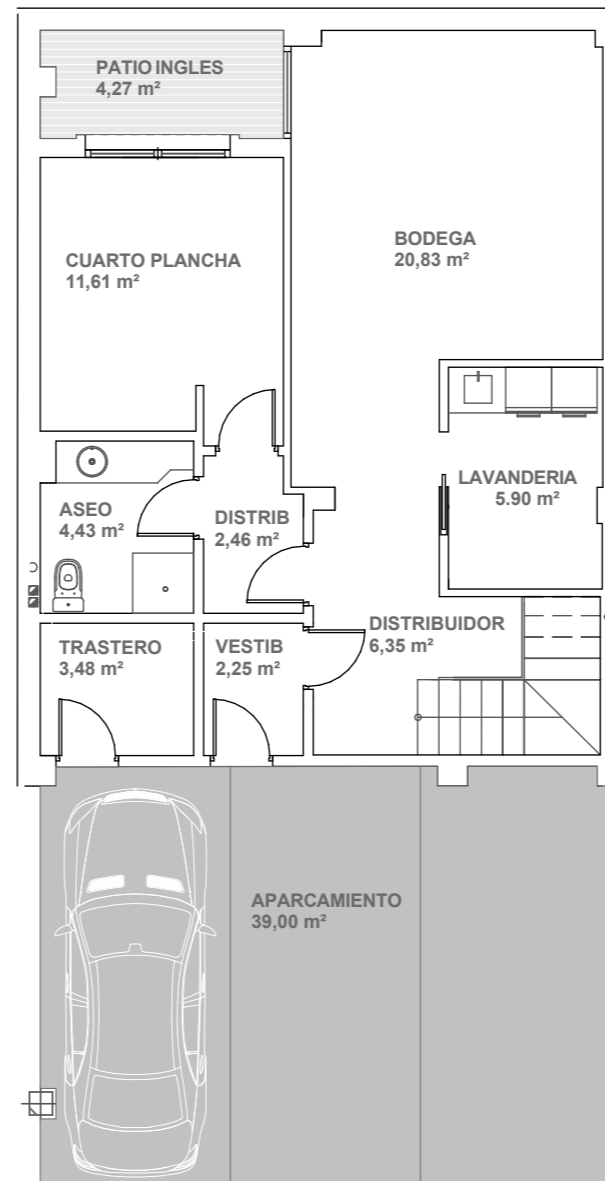 PATIO INGLES
4,27 m²
CUARTO PLANCHA
11,61 m²
BODEGA
20,83 m²
LAVANDERIA
5.90 m²
ASEO
4,43 m²
DISTRIB
2,46 m²
DISTRIBUIDOR
6,35 m²
TRASTERO
3,48 m²
VESTIB
2,25 m²
APARCAMIENTO
39,00 m²